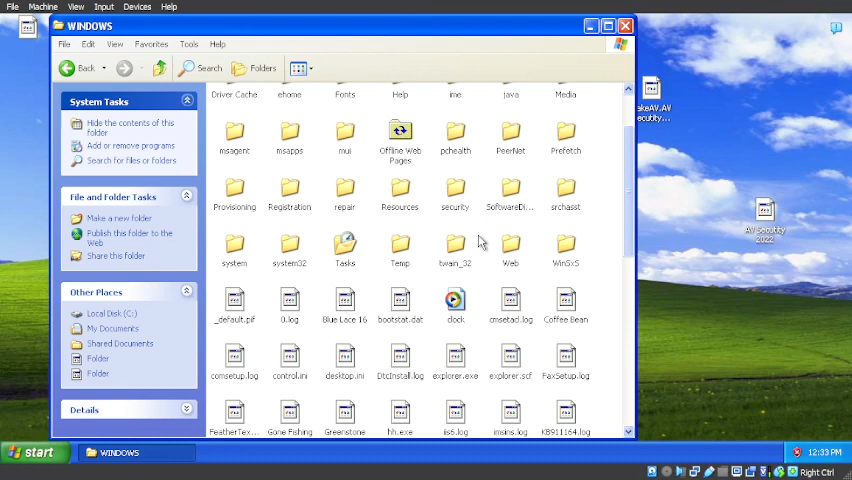 File Machine View Input Devices Help
WINDOWS
File Edit View Favorites Tools Help
Back Search Folders
System Tasks
Hide the contents of this
folder
Add or remove programs
Search for files or folders
File and Folder Tasks
Make a new folder
Publish this folder to the
Web
Share this folder
Other Places
Local Disk (C:)
My Documents
Shared Documents
Folder
Folder
Details
Driver Cache ehome Fonts Help ime java Media
msagent msapps mui Offline Web pchealth PeerNet Prefetch
Pages
Provisioning Registration repair Resources security SoftwareDi... srchasst
system system32 Tasks Temp twain_32 Web WinSxS
_default.pif 0.log Blue Lace 16 bootstat.dat clock cmsetacl.log Coffee Bean
comsetup.log control.ini desktop.ini DtcInstall.log explorer.exe explorer.scf FaxSetup.log
FeatherTex... Gone Fishing Greenstone hh.exe iis6.log imsins.log KB911164.log
akeAV.AV
Secutity...
AV Secutity
2022
start WINDOWS 12:33 PM
Right Ctrl